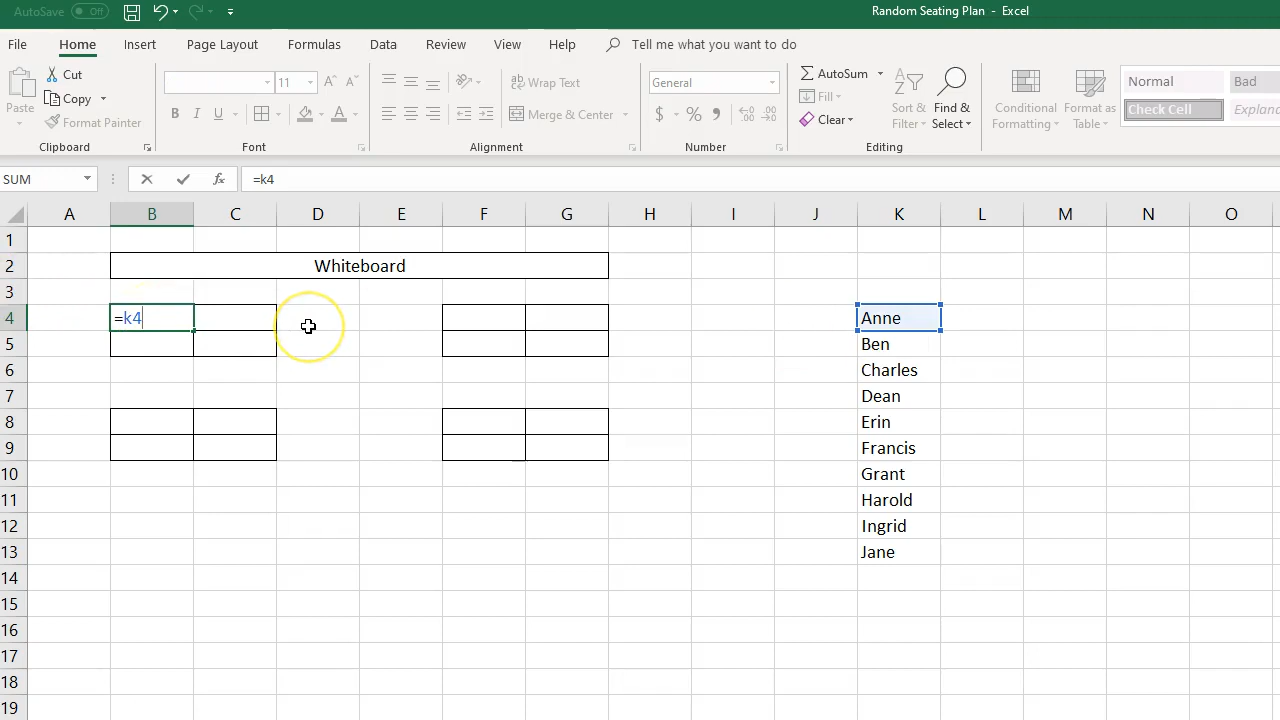 AutoSave Off Random Seating Plan - Excel
File Home Insert Page Layout Formulas Data Review View Help Tell me what you want to do
Paste Cut Copy Format Painter
11
Wrap Text
Merge & Center
General
$ % ,
AutoSum
Fill
Clear
Sort & Filter
Find & Select
Conditional Formatting
Format as Table
Normal Bad
Check Cell Explana
Clipboard Font Alignment Number Editing
SUM fx =k4
A B C D E F G H I J K L M N O
1
2 Whiteboard
3
4 =k4 Anne
5 Ben
6 Charles
7 Dean
8 Erin
9 Francis
10 Grant
11 Harold
12 Ingrid
13 Jane
14
15
16
17
18
19